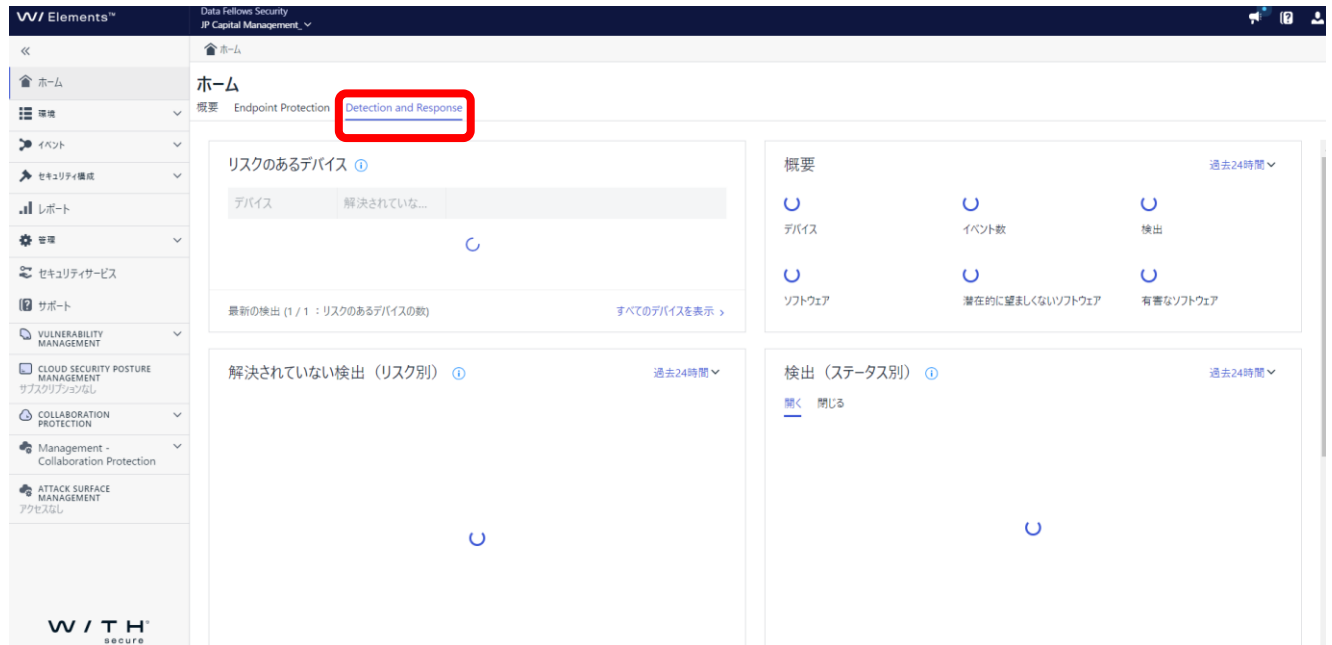 W/ Elements™
Data Fellows Security
JP Capital Management_
ホーム
ホーム
環境
イベント
セキュリティ構成
レポート
管理
セキュリティサービス
サポート
VULNERABILITY
MANAGEMENT
CLOUD SECURITY POSTURE
MANAGEMENT
サブスクリプションなし
COLLABORATION
PROTECTION
Management -
Collaboration Protection
ATTACK SURFACE
MANAGEMENT
アクセスなし
W / T H
secure
ホーム
概要 Endpoint Protection Detection and Response
リスクのあるデバイス
デバイス 解決されていな...
最新の検出 (1 / 1 ：リスクのあるデバイスの数) すべてのデバイスを表示 ›
概要 過去24時間
デバイス イベント数 検出
ソフトウェア 潜在的に望ましくないソフトウェア 有害なソフトウェア
解決されていない検出（リスク別） 過去24時間
検出（ステータス別） 過去24時間
開く 閉じる